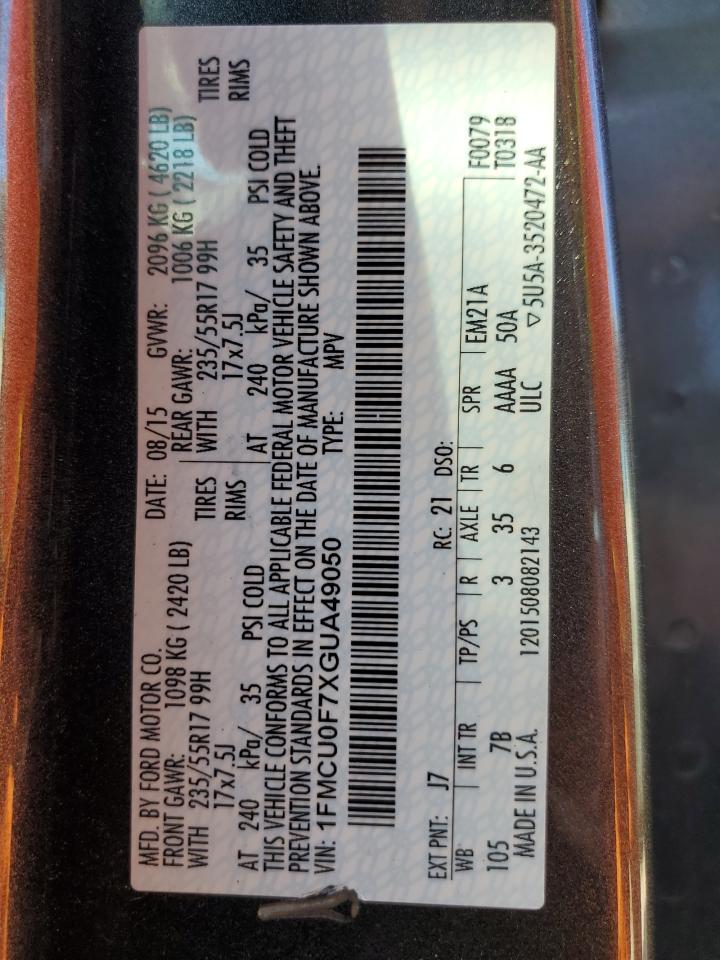 MFD. BY FORD MOTOR CO. DATE: 08/15 GVWR: 2096 KG ( 4620 LB)
FRONT GAWR: 1098 KG ( 2420 LB) REAR GAWR: 1006 KG ( 2218 LB)
WITH 235/55R17 99H TIRES WITH 235/55R17 99H TIRES
17x7.5J RIMS 17x7.5J RIMS
AT 240 kPa/ 35 PSI COLD AT 240 kPa/ 35 PSI COLD
THIS VEHICLE CONFORMS TO ALL APPLICABLE FEDERAL MOTOR VEHICLE SAFETY AND THEFT
PREVENTION STANDARDS IN EFFECT ON THE DATE OF MANUFACTURE SHOWN ABOVE.
VIN: 1FMCU0F7XGUA49050 TYPE: MPV
EXT PNT: J7 RC: 21 DSO: F0079
WB INT TR TP/PS R AXLE TR SPR EM21A T0318
105 7B 3 35 6 AAAA 50A
MADE IN U.S.A. 1201508082143 ULC ▽5U5A-3520472-AA